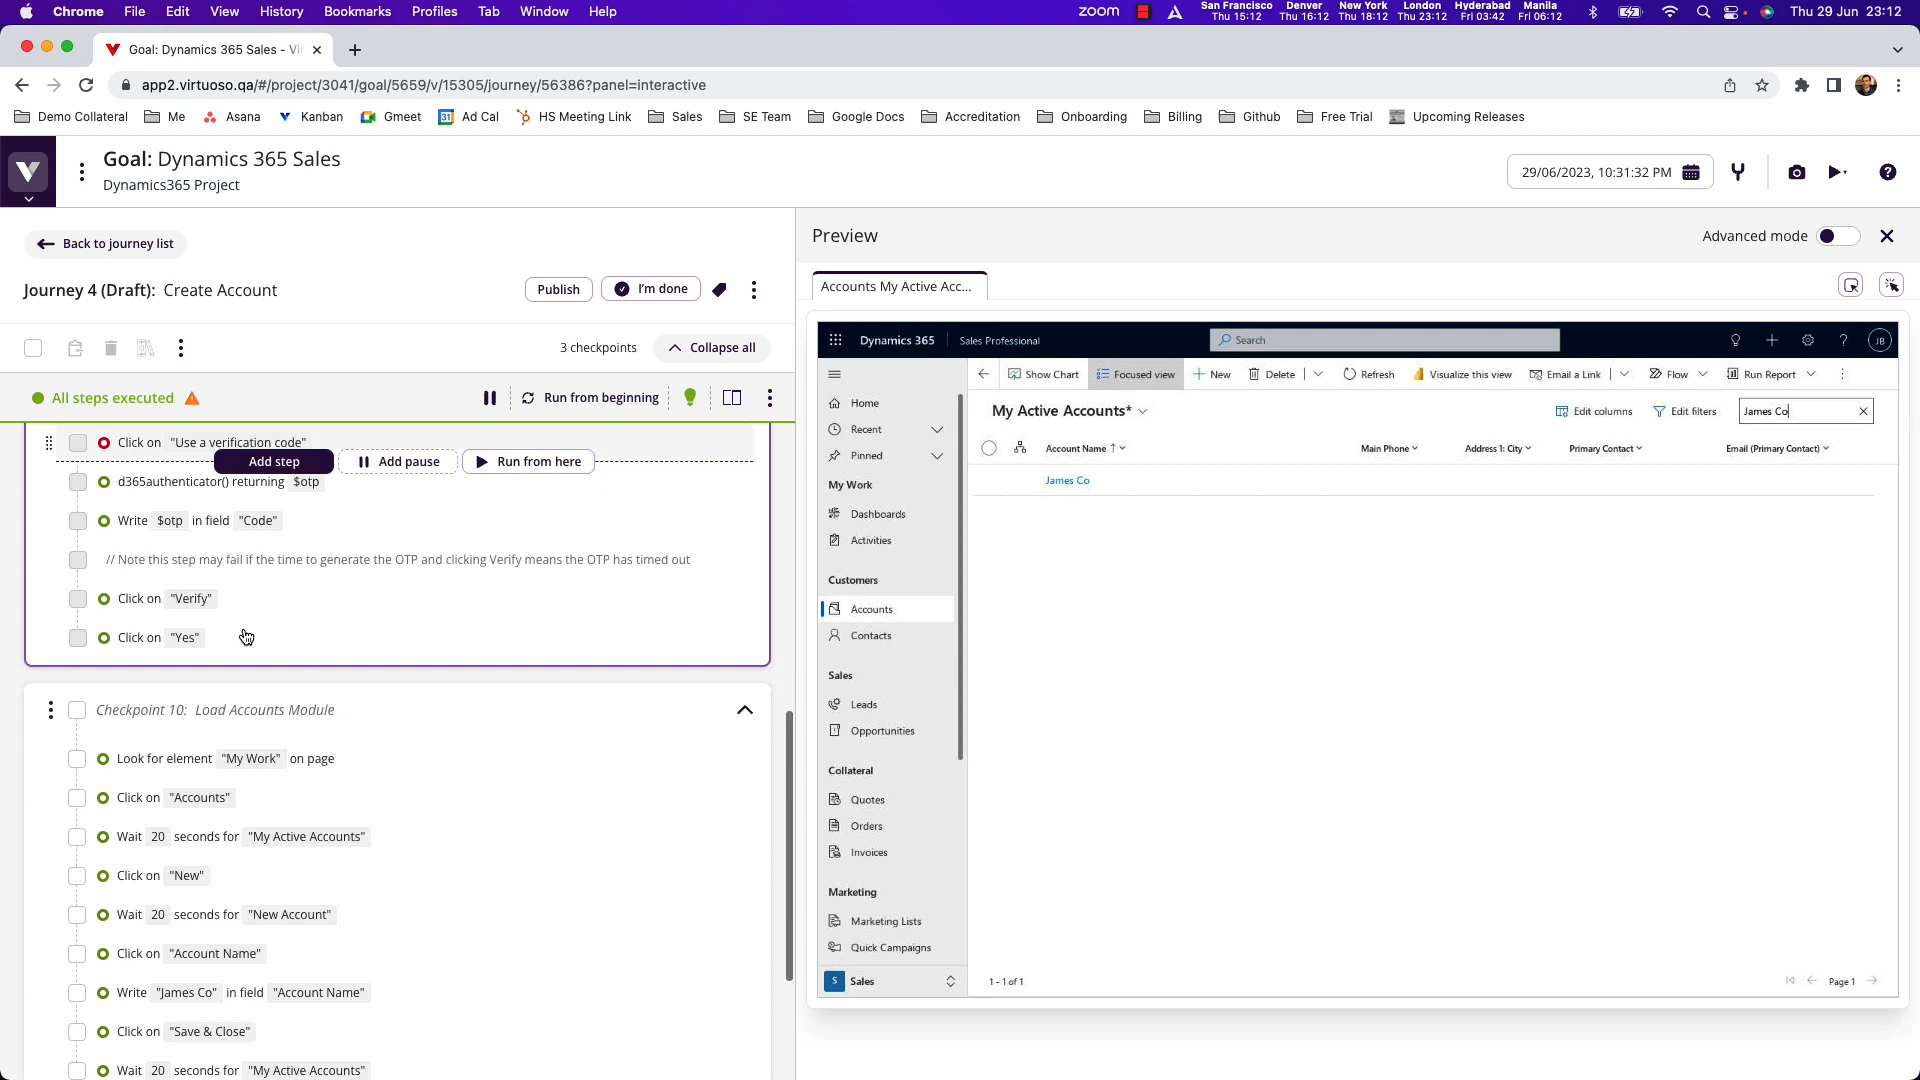 Chrome File Edit View History Bookmarks Profiles Tab Window Help
zoom
San Francisco Denver New York London Hyderabad Manila
Thu 15:12 Thu 16:12 Thu 18:12 Thu 23:12 Fri 03:42 Fri 06:12
Thu 29 Jun 23:12
Goal: Dynamics 365 Sales - Vi
app2.virtuoso.qa/#/project/3041/goal/5659/v/15305/journey/56386?panel=interactive
Demo Collateral Me Asana Kanban Gmeet 31 Ad Cal HS Meeting Link Sales SE Team Google Docs Accreditation Onboarding Billing Github Free Trial Upcoming Releases
Goal: Dynamics 365 Sales
Dynamics365 Project
29/06/2023, 10:31:32 PM
Back to journey list
Journey 4 (Draft): Create Account
Publish
I'm done
3 checkpoints
Collapse all
All steps executed
Run from beginning
Click on "Use a verification code"
Add step
Add pause
Run from here
d365authenticator() returning $otp
Write $otp in field "Code"
// Note this step may fail if the time to generate the OTP and clicking Verify means the OTP has timed out
Click on "Verify"
Click on "Yes"
Checkpoint 10: Load Accounts Module
Look for element "My Work" on page
Click on "Accounts"
Wait 20 seconds for "My Active Accounts"
Click on "New"
Wait 20 seconds for "New Account"
Click on "Account Name"
Write "James Co" in field "Account Name"
Click on "Save & Close"
Wait 20 seconds for "My Active Accounts"
Preview
Advanced mode
Accounts My Active Acc...
Dynamics 365
Sales Professional
Search
JB
Show Chart
Focused view
New
Delete
Refresh
Visualize this view
Email a Link
Flow
Run Report
Home
Recent
Pinned
My Work
Dashboards
Activities
Customers
Accounts
Contacts
Sales
Leads
Opportunities
Collateral
Quotes
Orders
Invoices
Marketing
Marketing Lists
Quick Campaigns
S Sales
My Active Accounts*
Edit columns
Edit filters
James Co
Account Name ↑
Main Phone
Address 1: City
Primary Contact
Email (Primary Contact)
James Co
1 - 1 of 1
Page 1